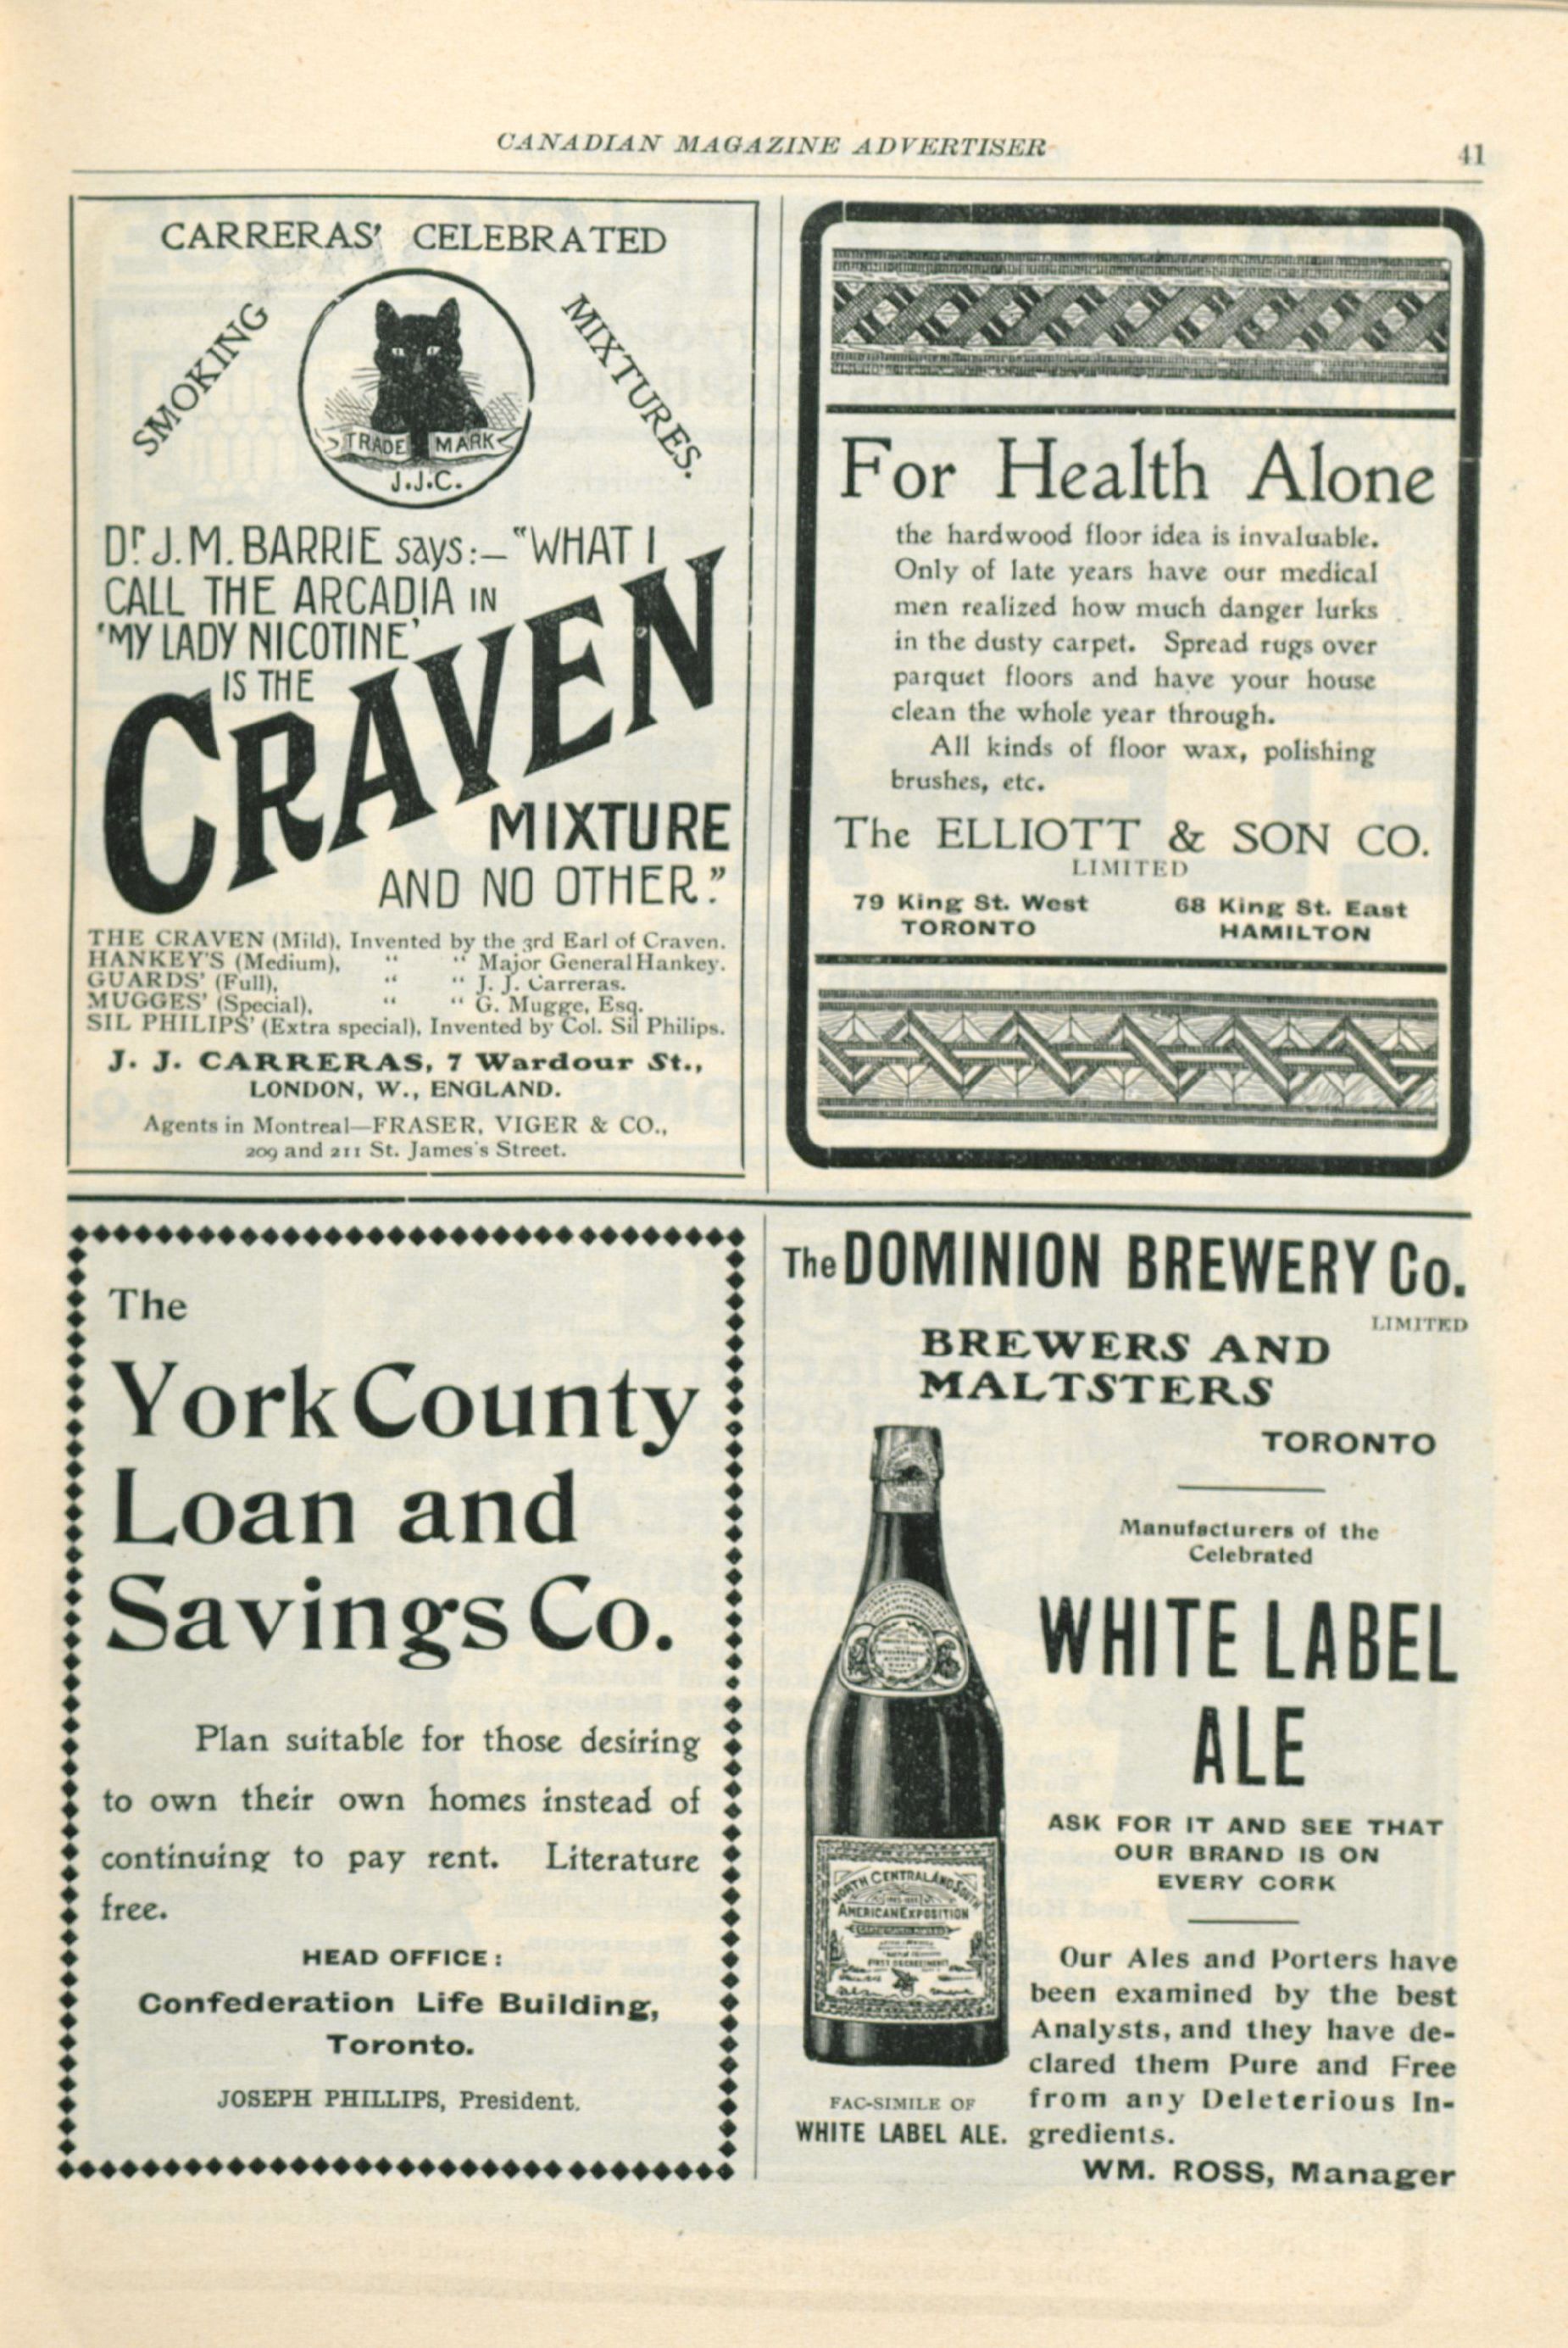 CANADIAN MAGAZINE ADVERTISER
41
CARRERAS' CELEBRATED
SMOKING
MIXTURES.
TRADE MARK
J.J.C.
Dr. J. M. BARRIE says:—"WHAT I
CALL THE ARCADIA IN
'MY LADY NICOTINE'
IS THE
CRAVEN
MIXTURE
AND NO OTHER."
THE CRAVEN (Mild), Invented by the 3rd Earl of Craven.
HANKEY'S (Medium), " " Major General Hankey.
GUARDS' (Full), " " J. J. Carreras.
MUGGES' (Special), " " G. Mugge, Esq.
SIL PHILIPS' (Extra special), Invented by Col. Sil Philips.
J. J. CARRERAS, 7 Wardour St.,
LONDON, W., ENGLAND.
Agents in Montreal—FRASER, VIGER & CO.,
209 and 211 St. James's Street.
For Health Alone
the hardwood floor idea is invaluable.
Only of late years have our medical
men realized how much danger lurks
in the dusty carpet. Spread rugs over
parquet floors and have your house
clean the whole year through.
All kinds of floor wax, polishing
brushes, etc.
The ELLIOTT & SON CO.
LIMITED
79 King St. West
TORONTO
68 King St. East
HAMILTON
The
York County
Loan and
Savings Co.
Plan suitable for those desiring
to own their own homes instead of
continuing to pay rent. Literature
free.
HEAD OFFICE:
Confederation Life Building,
Toronto.
JOSEPH PHILLIPS, President.
The DOMINION BREWERY Co.
LIMITED
BREWERS AND
MALTSTERS
TORONTO
Manufacturers of the
Celebrated
WHITE LABEL
ALE
ASK FOR IT AND SEE THAT
OUR BRAND IS ON
EVERY CORK
Our Ales and Porters have
been examined by the best
Analysts, and they have de-
clared them Pure and Free
from any Deleterious In-
gredients.
WM. ROSS, Manager
NORTH CENTRAL AND SOUTH
AMERICAN EXPOSITION
FAC-SIMILE OF
WHITE LABEL ALE.